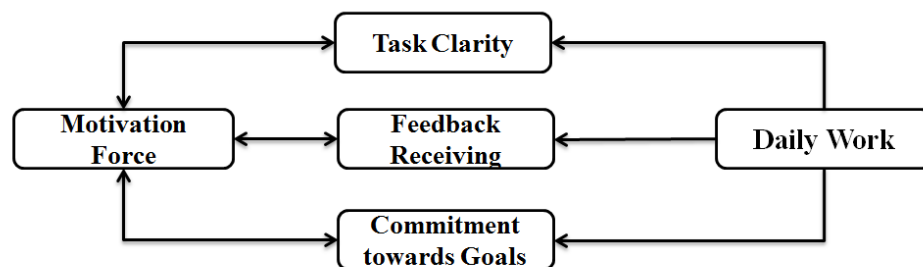 Task Clarity
Motivation
Force
Feedback
Receiving
Daily Work
Commitment
towards Goals